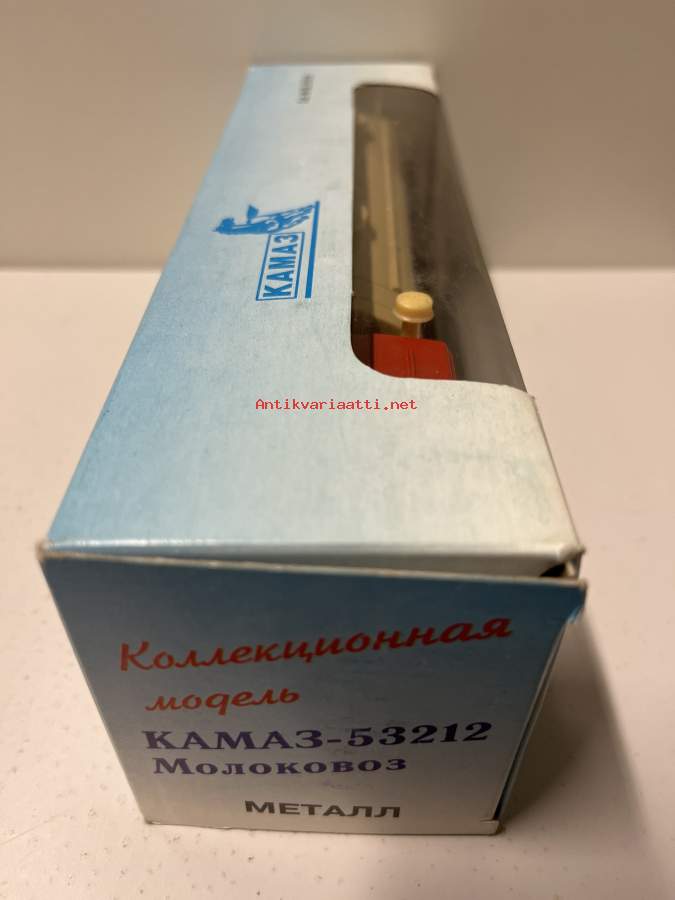 КАМАЗ
Antikvariaatti.net
Коллекционная
модель
КАМАЗ-53212
Молоковоз
МЕТАЛЛ